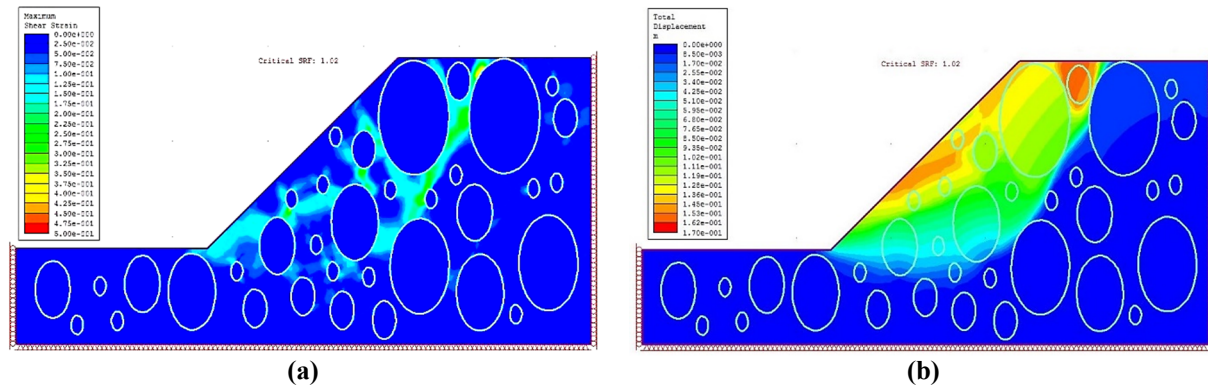 Maximum
Shear Strain
0.00e+000
2.50e-002
5.00e-002
7.50e-002
1.00e-001
1.25e-001
1.50e-001
1.75e-001
2.00e-001
2.25e-001
2.50e-001
2.75e-001
3.00e-001
3.25e-001
3.50e-001
3.75e-001
4.00e-001
4.25e-001
4.50e-001
4.75e-001
5.00e-001
Critical SRF: 1.02
(a)
Total
Displacement
m
0.00e+000
8.50e-003
1.70e-002
2.55e-002
3.40e-002
4.25e-002
5.10e-002
5.95e-002
6.80e-002
7.65e-002
8.50e-002
9.35e-002
1.02e-001
1.11e-001
1.19e-001
1.28e-001
1.36e-001
1.45e-001
1.53e-001
1.62e-001
1.70e-001
Critical SRF: 1.02
(b)